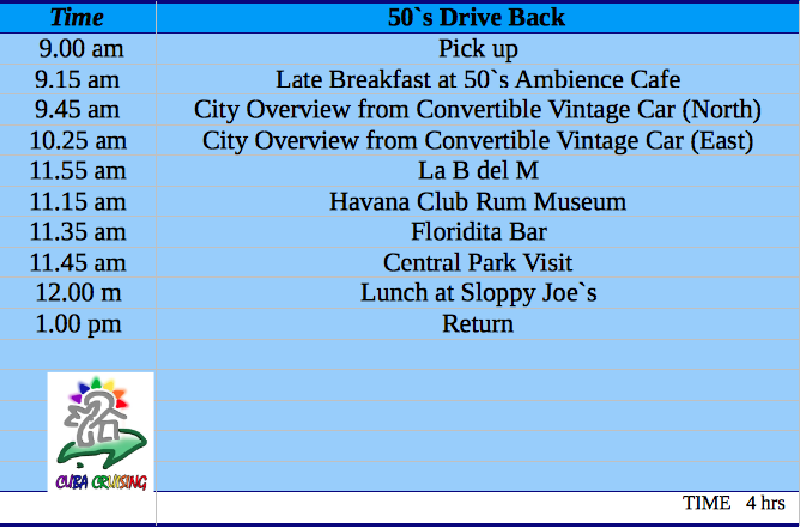 Time 50`s Drive Back
9.00 am Pick up
9.15 am Late Breakfast at 50`s Ambience Cafe
9.45 am City Overview from Convertible Vintage Car (North)
10.25 am City Overview from Convertible Vintage Car (East)
11.55 am La B del M
11.15 am Havana Club Rum Museum
11.35 am Floridita Bar
11.45 am Central Park Visit
12.00 m Lunch at Sloppy Joe`s
1.00 pm Return
CUBA CRUISING
TIME 4 hrs